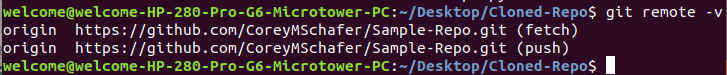 welcome@welcome-HP-280-Pro-G6-Microtower-PC:~/Desktop/Cloned-Repo$ git remote -v
origin  https://github.com/CoreyMSchafer/Sample-Repo.git (fetch)
origin  https://github.com/CoreyMSchafer/Sample-Repo.git (push)
welcome@welcome-HP-280-Pro-G6-Microtower-PC:~/Desktop/Cloned-Repo$